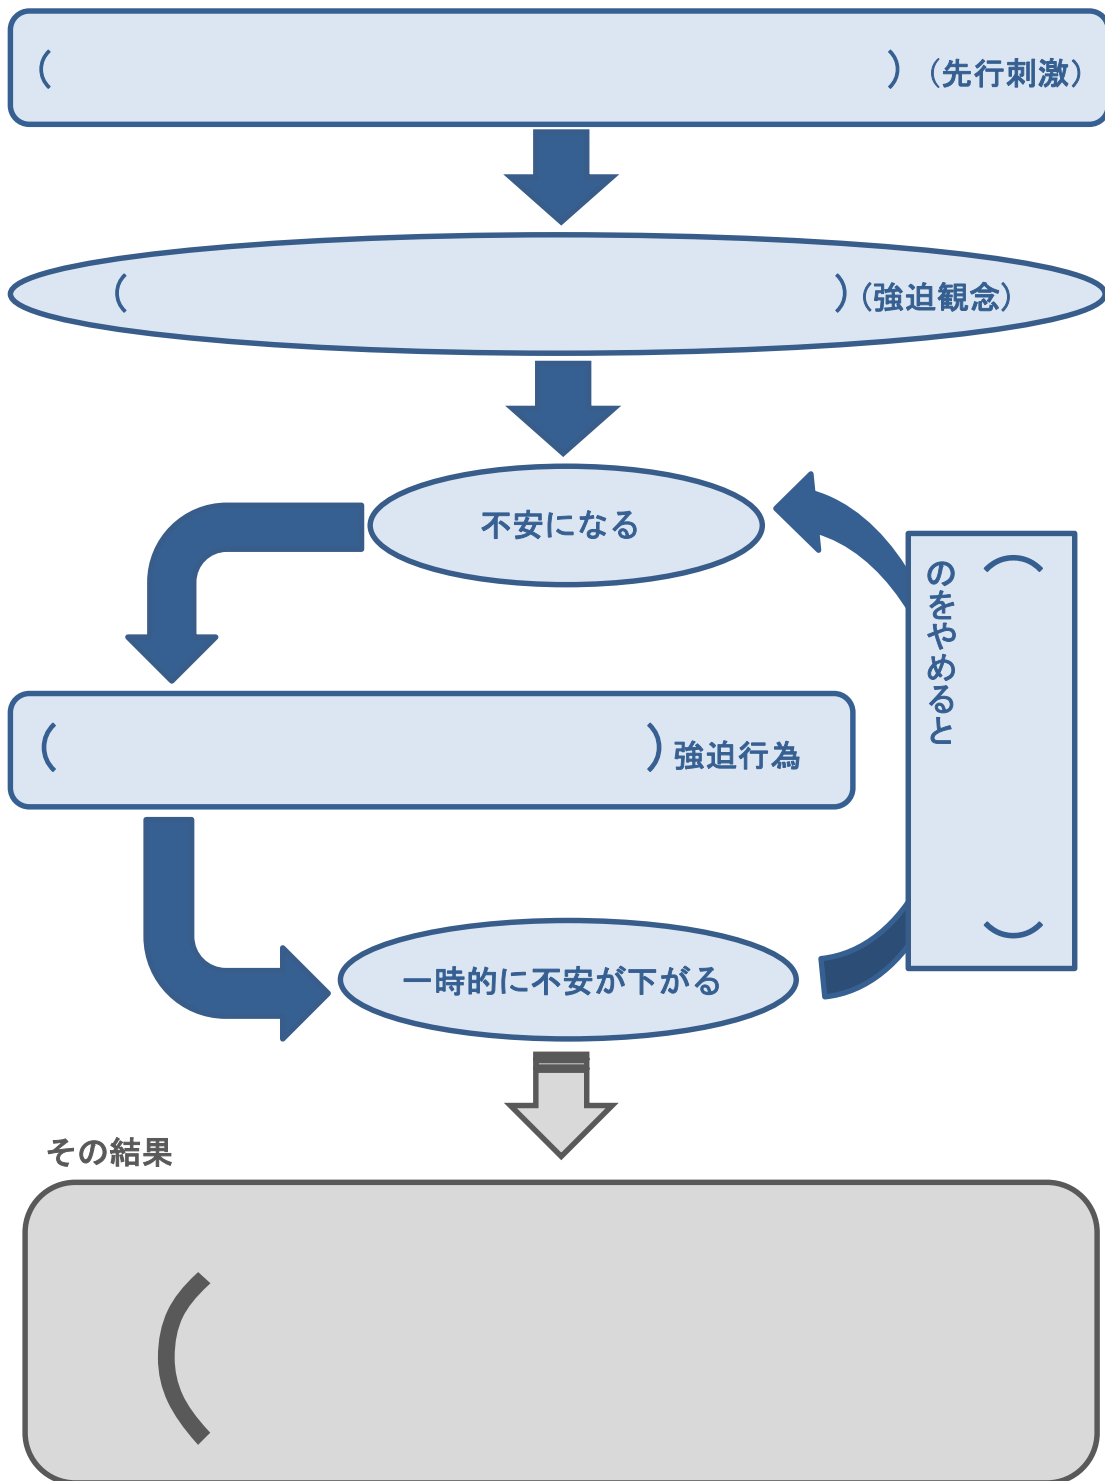 (　　　　　　　　　　) (先行刺激)
(　　　　　　　　　　) (強迫観念)
不安になる
(　　　　　　　　　　) 強迫行為
(　　　　　　　　　　)
のをやめると
一時的に不安が下がる
その結果
(